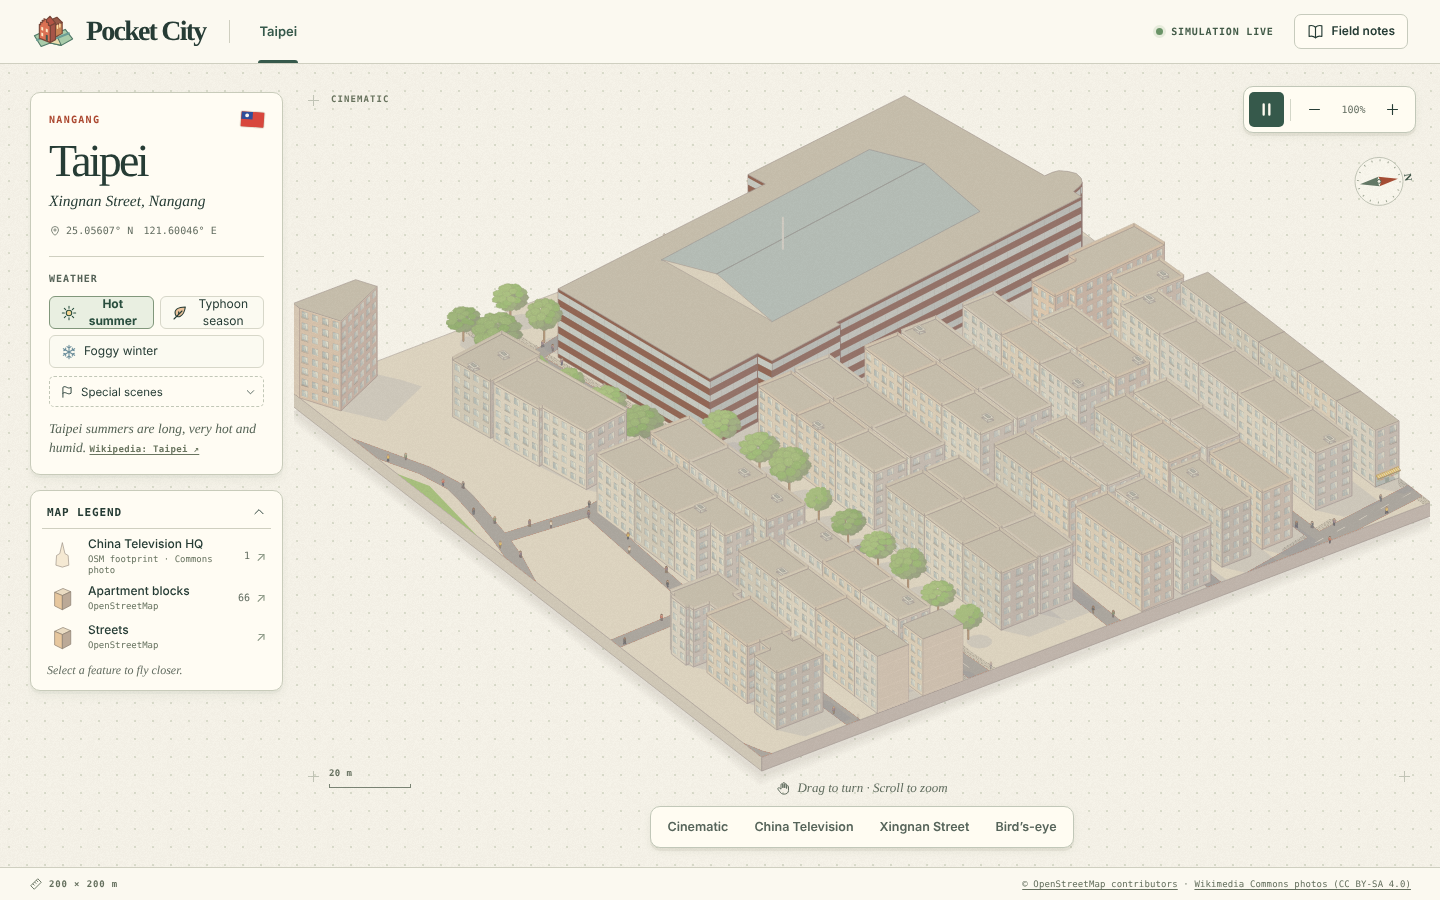 Pocket City
Taipei
SIMULATION LIVE
Field notes
NANGANG
Taipei
Xingnan Street, Nangang
25.05607° N 121.60046° E
WEATHER
Hot
summer
Typhoon
season
Foggy winter
Special scenes
Taipei summers are long, very hot and
humid. Wikipedia: Taipei ↗
MAP LEGEND
China Television HQ
OSM footprint · Commons
photo
1 ↗
Apartment blocks
OpenStreetMap
66 ↗
Streets
OpenStreetMap
↗
Select a feature to fly closer.
CINEMATIC
100%
N
20 m
Drag to turn · Scroll to zoom
Cinematic
China Television
Xingnan Street
Bird’s-eye
200 × 200 m
© OpenStreetMap contributors · Wikimedia Commons photos (CC BY-SA 4.0)